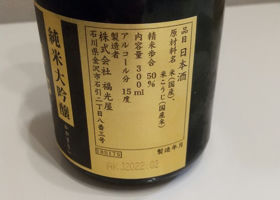 品目 日本酒
原材料名 米(国産)、
米こうじ(国産米)
精米歩合 50%
内容量 300ml
アルコール分 15度
製造者
株式会社 福光屋
石川県金沢市石引二丁目八番三号
製造年月
2022.02
純米大吟醸